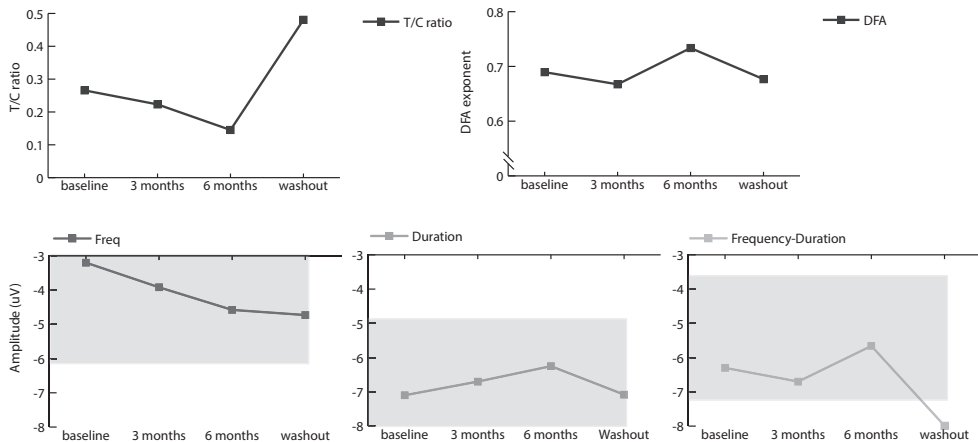 T/C ratio
0.5
0.4
0.3
0.2
0.1
0
T/C ratio
baseline
3 months
6 months
washout
DFA
0.8
0.7
0.6
0
DFA exponent
baseline
3 months
6 months
washout
Freq
-3
-4
-5
-6
-7
-8
Amplitude (uV)
baseline
3 months
6 months
washout
Duration
-3
-4
-5
-6
-7
-8
baseline
3 months
6 months
Washout
Frequency-Duration
-3
-4
-5
-6
-7
-8
baseline
3 months
6 months
washout